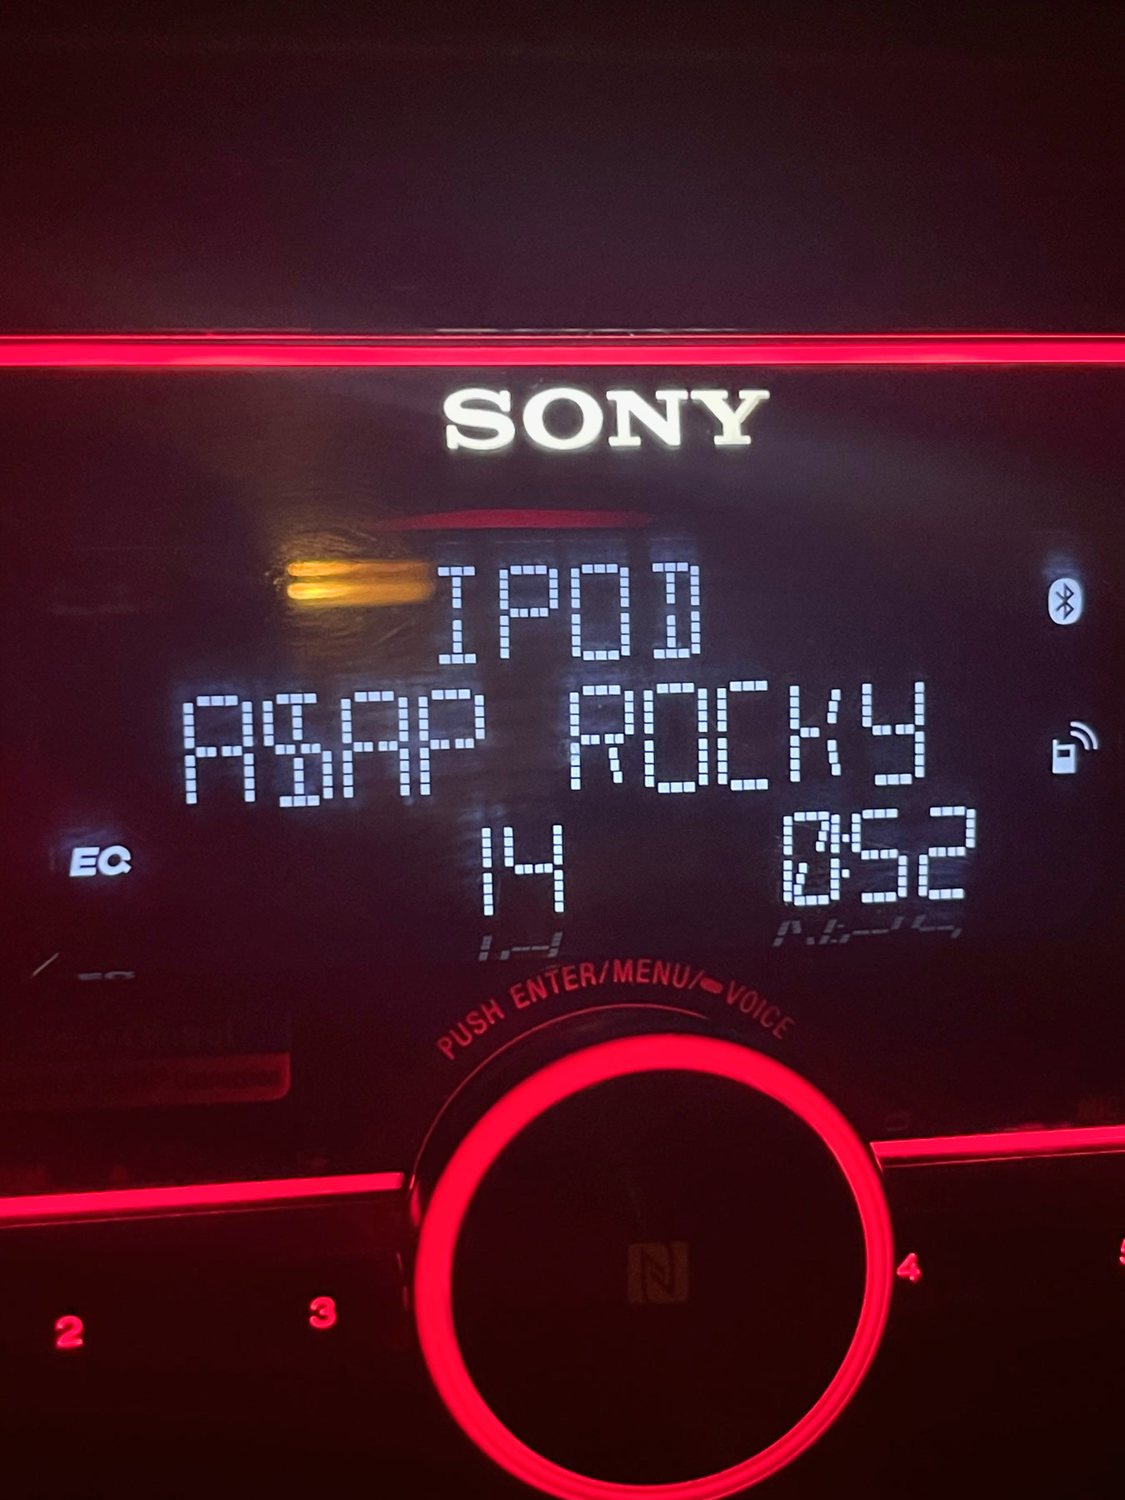 SONY
IPOD
A$AP ROCKY
EQ
14 0:52
PUSH ENTER/MENU/ VOICE
2 3 4